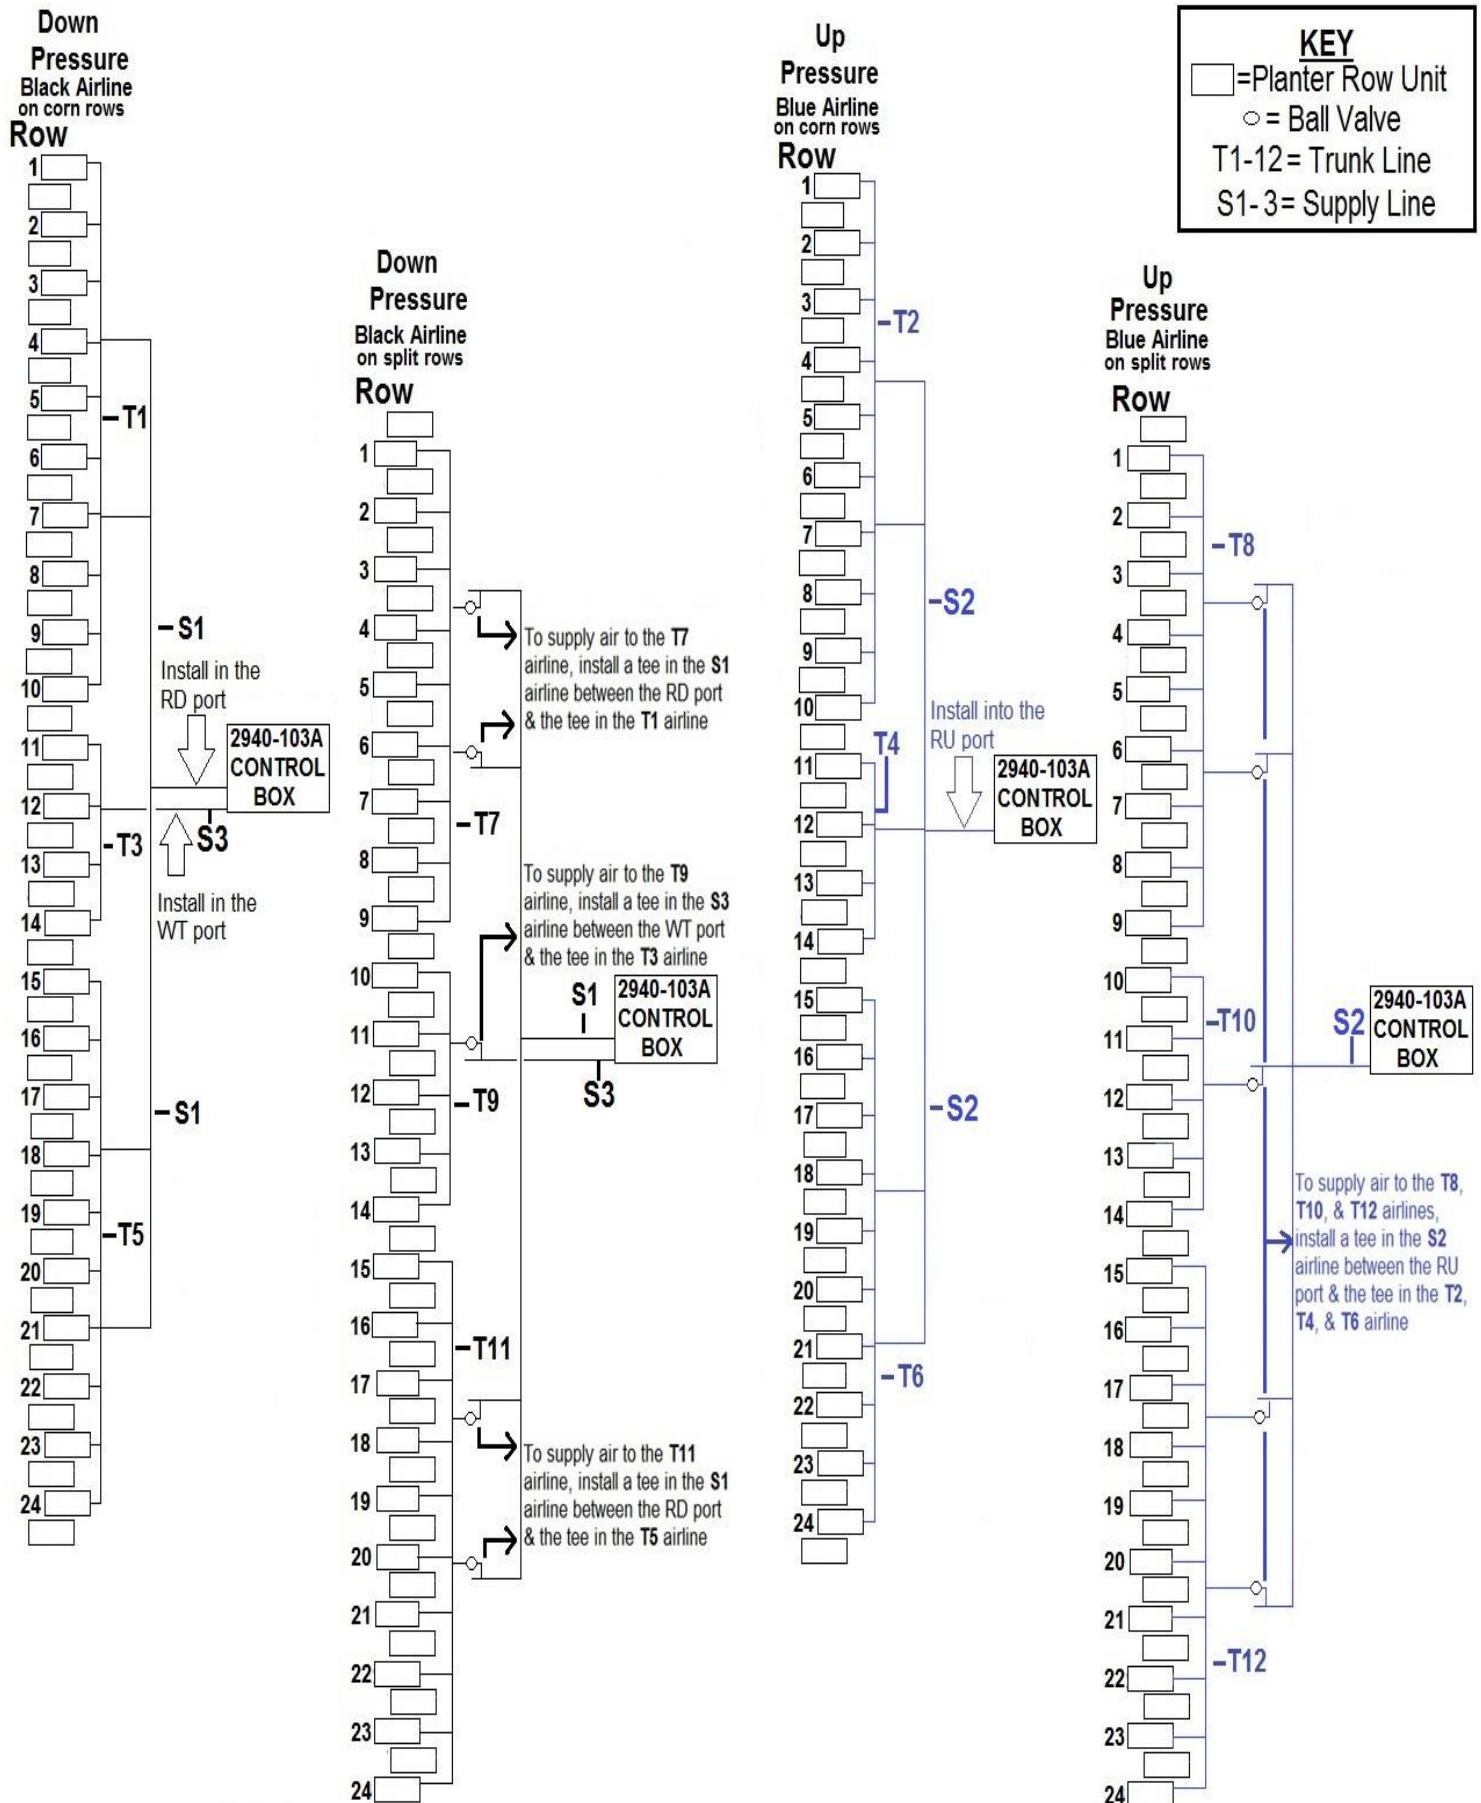 Down
Pressure
Black Airline
on corn rows
Row
1
2
3
4
5
6
7
8
9
10
11
12
13
14
15
16
17
18
19
20
21
22
23
24
–T1
–S1
Install in the
RD port
2940-103A
CONTROL
BOX
S3
–T3
Install in the
WT port
–S1
–T5
Down
Pressure
Black Airline
on split rows
Row
1
2
3
4
5
6
7
8
9
10
11
12
13
14
15
16
17
18
19
20
21
22
23
24
To supply air to the T7
airline, install a tee in the S1
airline between the RD port
& the tee in the T1 airline
–T7
To supply air to the T9
airline, install a tee in the S3
airline between the WT port
& the tee in the T3 airline
S1
2940-103A
CONTROL
BOX
S3
–T9
–T11
To supply air to the T11
airline, install a tee in the S1
airline between the RD port
& the tee in the T5 airline
Up
Pressure
Blue Airline
on corn rows
Row
1
2
3
4
5
6
7
8
9
10
11
12
13
14
15
16
17
18
19
20
21
22
23
24
–T2
–S2
Install into the
RU port
T4
2940-103A
CONTROL
BOX
–S2
–T6
KEY
=Planter Row Unit
= Ball Valve
T1-12= Trunk Line
S1-3= Supply Line
Up
Pressure
Blue Airline
on split rows
Row
1
2
3
4
5
6
7
8
9
10
11
12
13
14
15
16
17
18
19
20
21
22
23
24
–T8
–T10
S2
2940-103A
CONTROL
BOX
To supply air to the T8,
T10, & T12 airlines,
install a tee in the S2
airline between the RU
port & the tee in the T2,
T4, & T6 airline
–T12